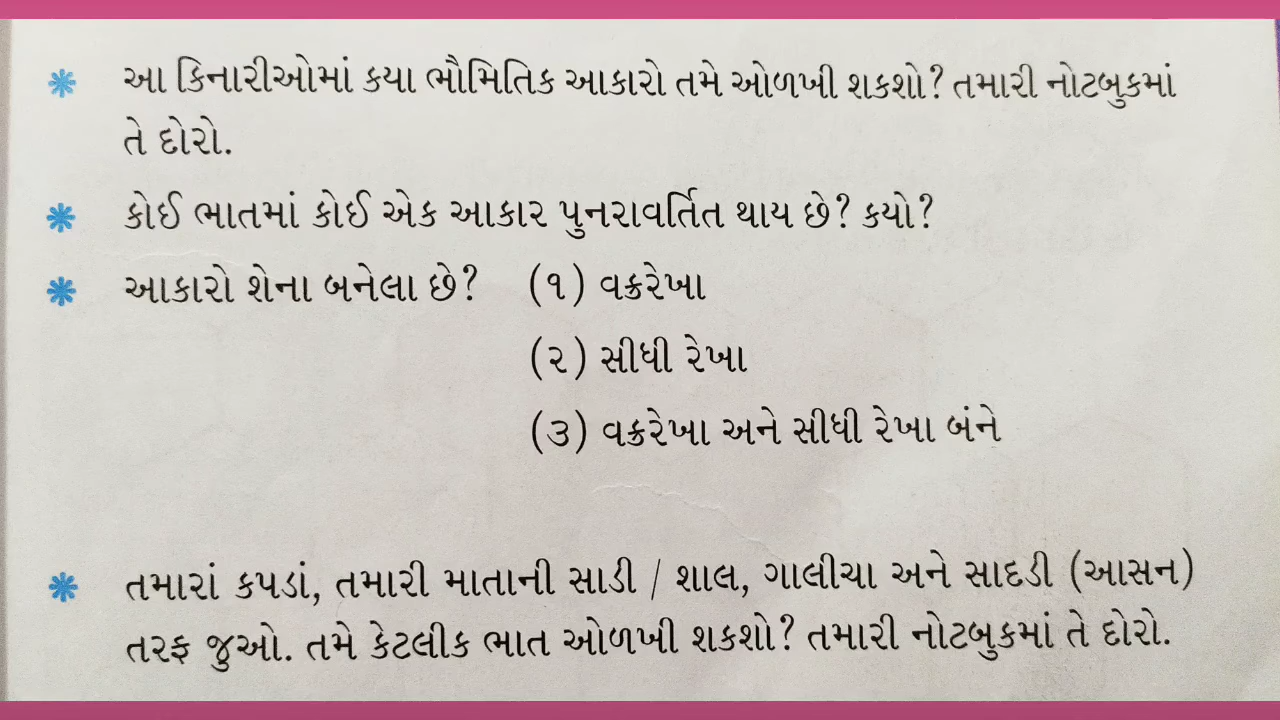 આ કિનારીઓમાં કયા ભૌમિતિક આકારો તમે ઓળખી શકશો? તમારી નોટબુકમાં
તે દોરો.
કોઈ ભાતમાં કોઈ એક આકાર પુનરાવર્તિત થાય છે? કયો?
આકારો શેના બનેલા છે? (૧) વક્રરેખા
(૨) સીધી રેખા
(૩) વક્રરેખા અને સીધી રેખા બંને
તમારાં કપડાં, તમારી માતાની સાડી / શાલ, ગાલીચા અને સાદડી (આસન)
તરફ જુઓ. તમે કેટલીક ભાત ઓળખી શકશો? તમારી નોટબુકમાં તે દોરો.